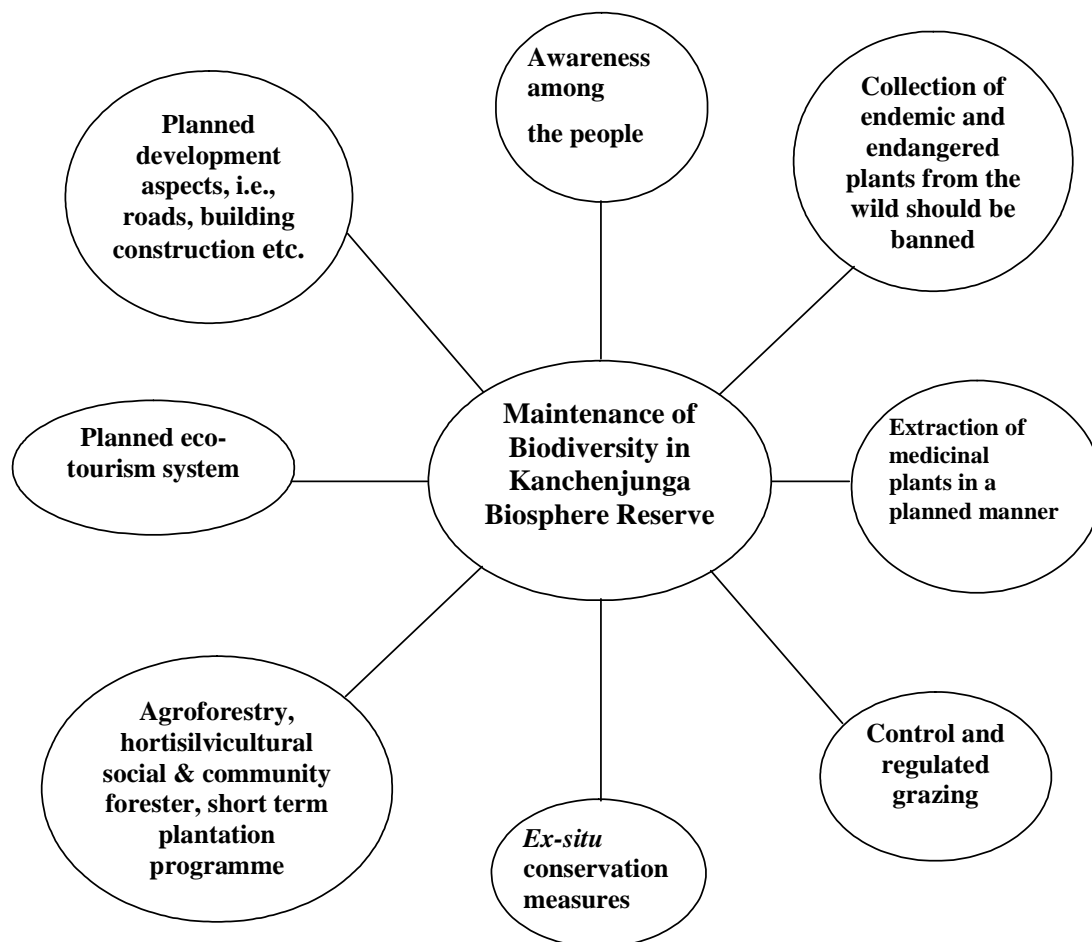 Awareness
among
the people
Collection of
endemic and
endangered
plants from the
wild should be
banned
Planned
development
aspects, i.e.,
roads, building
construction etc.
Maintenance of
Biodiversity in
Kanchenjunga
Biosphere Reserve
Planned eco-
tourism system
Extraction of
medicinal
plants in a
planned manner
Agroforestry,
hortisilvicultural
social & community
forester, short term
plantation
programme
Control and
regulated
grazing
Ex-situ
conservation
measures